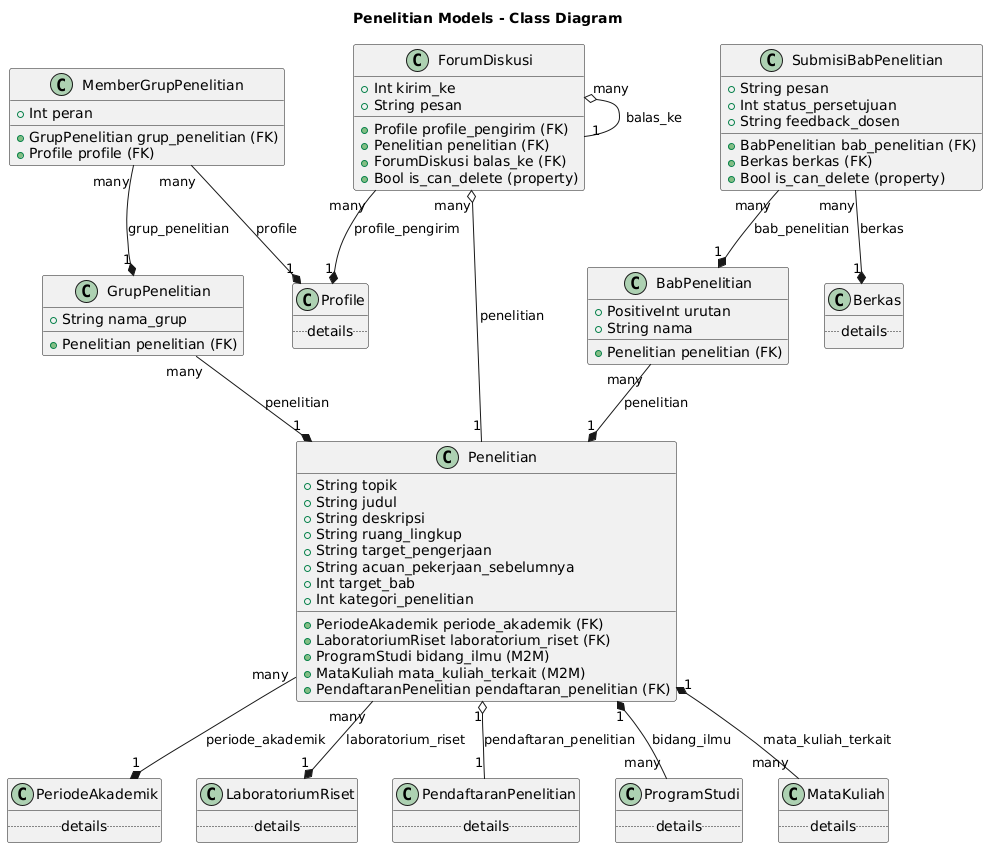 Penelitian Models - Class Diagram
C MemberGrupPenelitian
Int peran
GrupPenelitian grup_penelitian (FK)
Profile profile (FK)
C ForumDiskusi
Int kirim_ke
String pesan
Profile profile_pengirim (FK)
Penelitian penelitian (FK)
ForumDiskusi balas_ke (FK)
Bool is_can_delete (property)
many
balas_ke
1
C SubmisiBabPenelitian
String pesan
Int status_persetujuan
String feedback_dosen
BabPenelitian bab_penelitian (FK)
Berkas berkas (FK)
Bool is_can_delete (property)
many
grup_penelitian
1
many
profile
1
many
profile_pengirim
1
many
penelitian
1
many
bab_penelitian
1
many
berkas
1
C GrupPenelitian
String nama_grup
Penelitian penelitian (FK)
C Profile
details
C BabPenelitian
PositiveInt urutan
String nama
Penelitian penelitian (FK)
C Berkas
details
many
penelitian
1
many
penelitian
1
C Penelitian
String topik
String judul
String deskripsi
String ruang_lingkup
String target_pengerjaan
String acuan_pekerjaan_sebelumnya
Int target_bab
Int kategori_penelitian
PeriodeAkademik periode_akademik (FK)
LaboratoriumRiset laboratorium_riset (FK)
ProgramStudi bidang_ilmu (M2M)
MataKuliah mata_kuliah_terkait (M2M)
PendaftaranPenelitian pendaftaran_penelitian (FK)
many
periode_akademik
1
many
laboratorium_riset
1
1
pendaftaran_penelitian
1
1
bidang_ilmu
many
1
mata_kuliah_terkait
many
C PeriodeAkademik
details
C LaboratoriumRiset
details
C PendaftaranPenelitian
details
C ProgramStudi
details
C MataKuliah
details